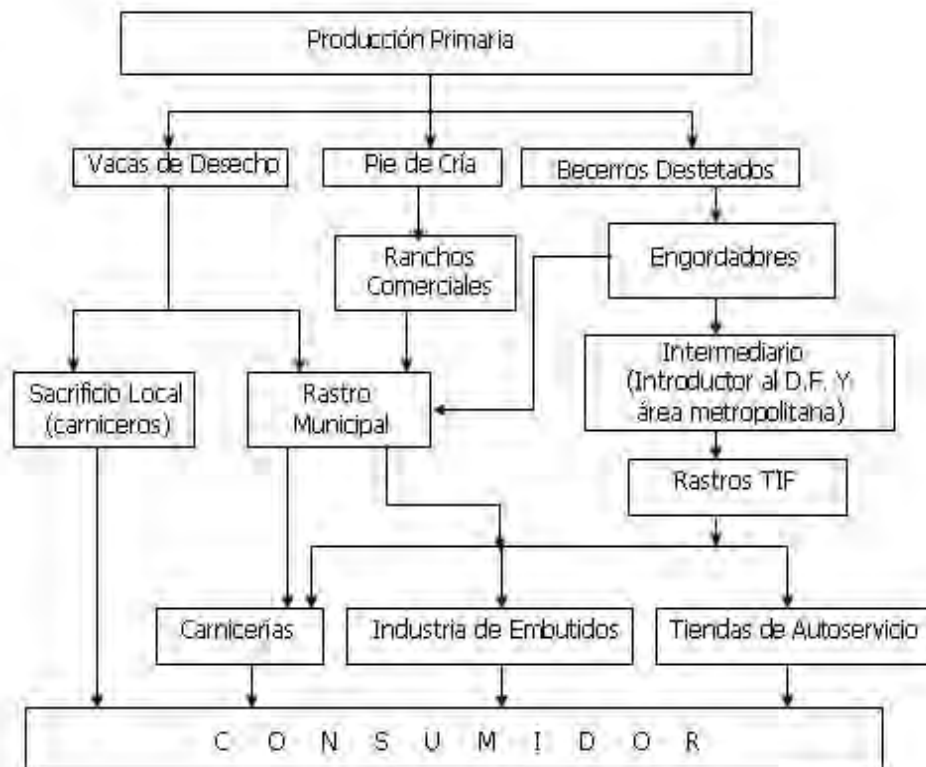 Producción Primaria
Vacas de Desecho
Pie de Cría
Becerros Destetados
Ranchos
Comerciales
Engordadores
Sacrificio Local
(carniceros)
Rastro
Municipal
Intermediario
(Introductor al D.F. Y
área metropolitana)
Rastros TIF
Carnicerías
Industria de Embutidos
Tiendas de Autoservicio
C O N S U M I D O R